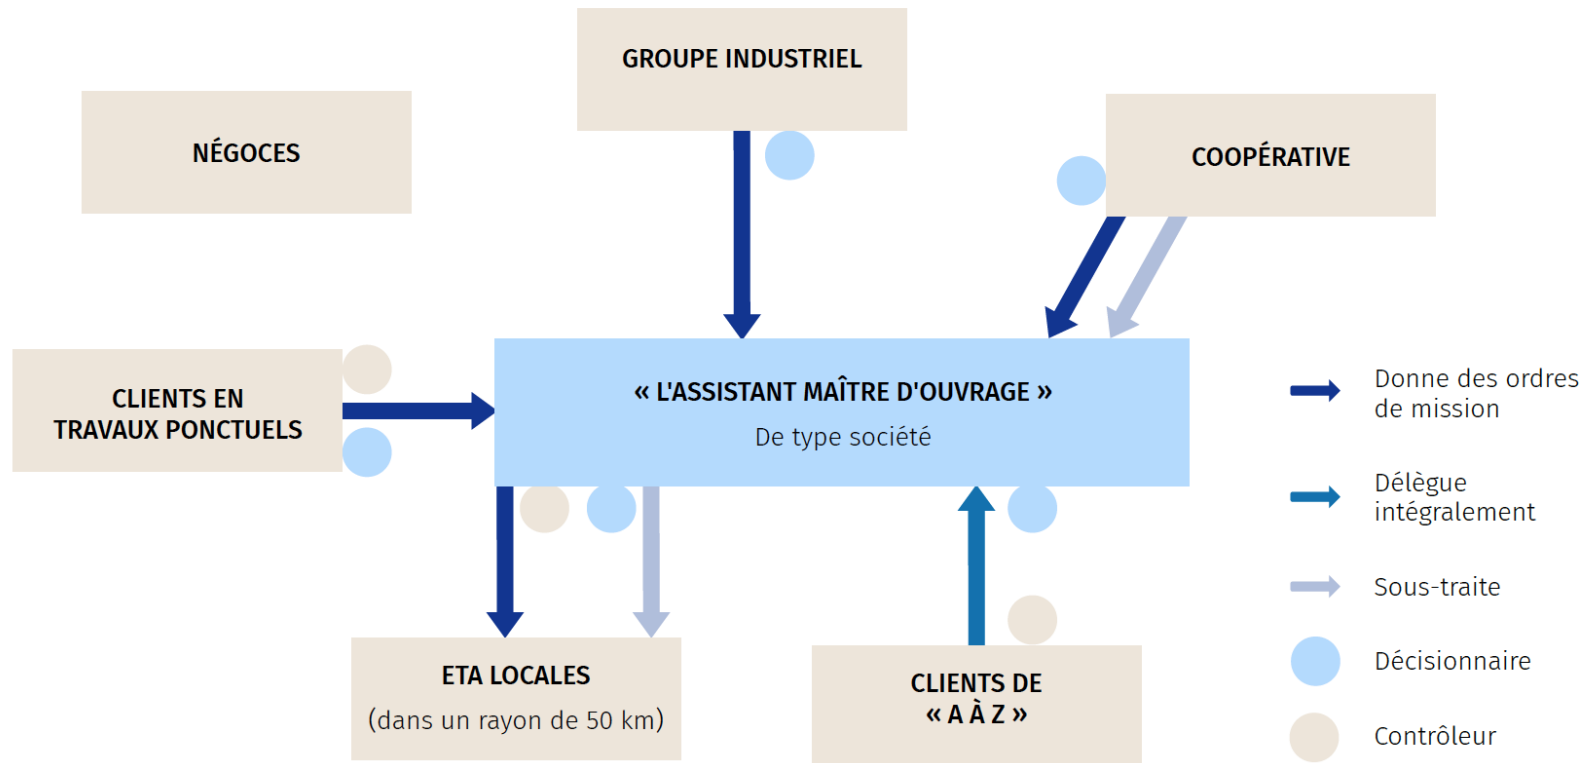 GROUPE INDUSTRIEL
NÉGOCES
COOPÉRATIVE
CLIENTS EN
TRAVAUX PONCTUELS
« L'ASSISTANT MAÎTRE D'OUVRAGE »
De type société
ETA LOCALES
(dans un rayon de 50 km)
CLIENTS DE
« A À Z »
Donne des ordres
de mission
Délègue
intégralement
Sous-traite
Décisionnaire
Contrôleur